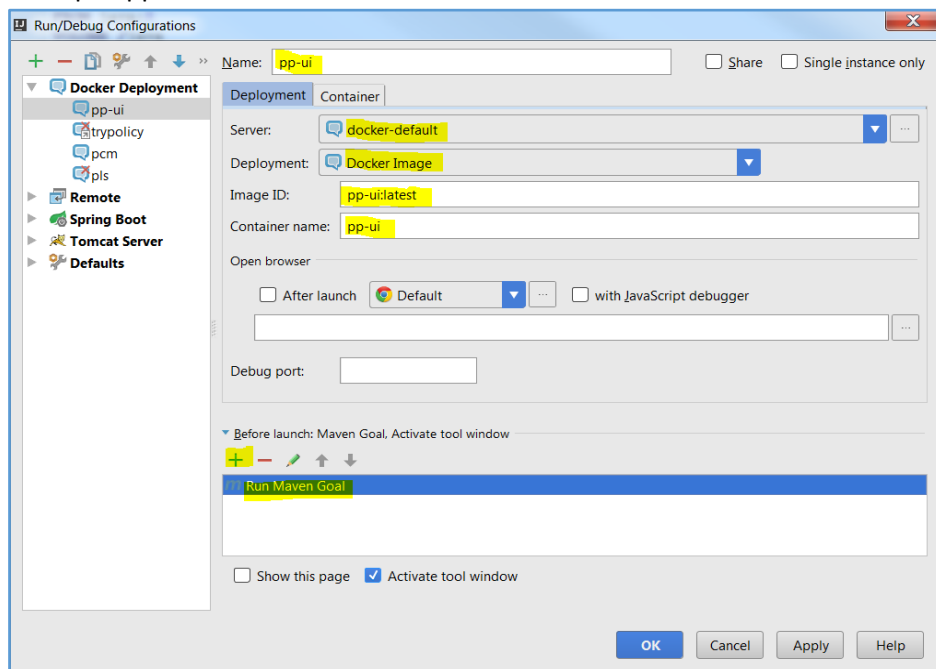 Run/Debug Configurations
Name: pp-ui
Share
Single instance only
Docker Deployment
pp-ui
trypolicy
pcm
pls
Remote
Spring Boot
Tomcat Server
Defaults
Deployment Container
Server: docker-default
Deployment: Docker Image
Image ID: pp-ui:latest
Container name: pp-ui
Open browser
After launch Default with JavaScript debugger
Debug port:
Before launch: Maven Goal, Activate tool window
Run Maven Goal
Show this page Activate tool window
OK Cancel Apply Help